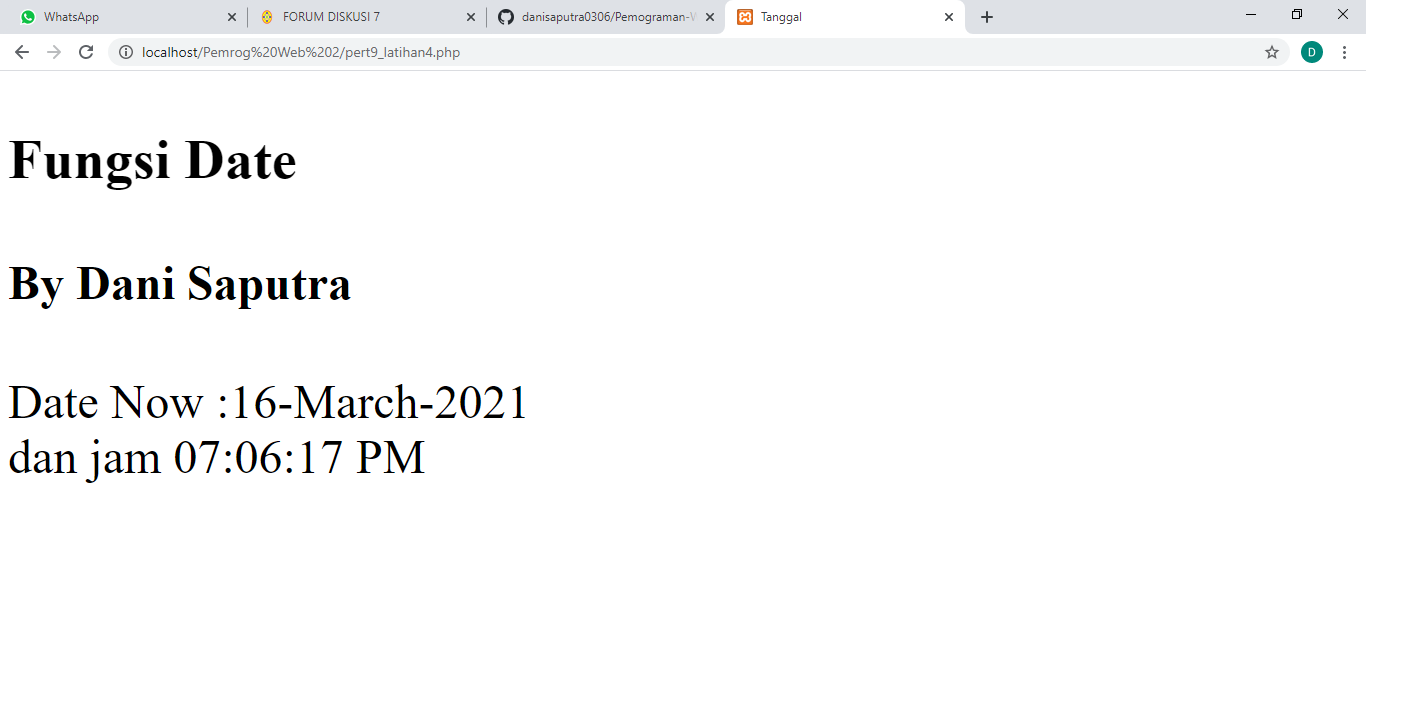 WhatsApp
FORUM DISKUSI 7
danisaputra0306/Pemograman-W
Tanggal
localhost/Pemrog%20Web%202/pert9_latihan4.php
D
Fungsi Date
By Dani Saputra
Date Now :16-March-2021
dan jam 07:06:17 PM